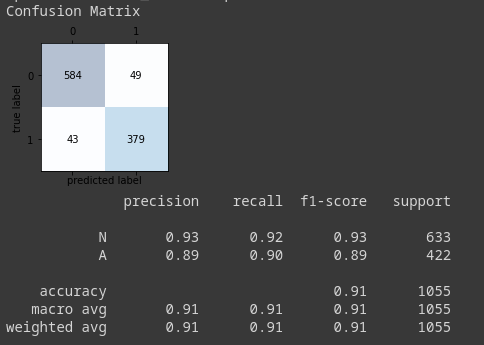 Confusion Matrix
0 1
0 584 49
1 43 379
true label
predicted label
precision recall f1-score support
N 0.93 0.92 0.93 633
A 0.89 0.90 0.89 422
accuracy 0.91 1055
macro avg 0.91 0.91 0.91 1055
weighted avg 0.91 0.91 0.91 1055